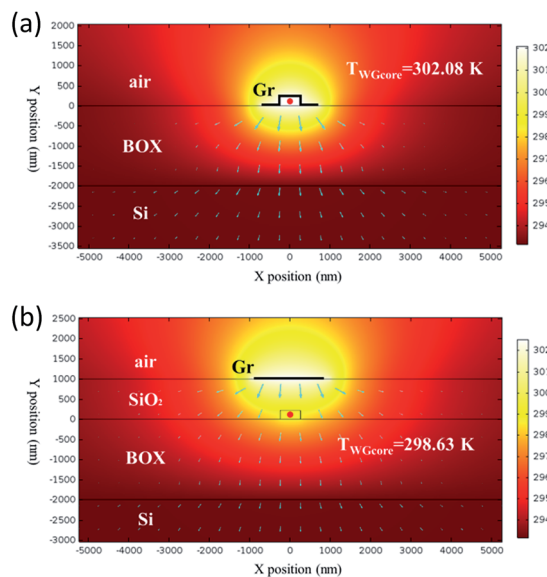 (a)
Y position (nm)
2000
1500
1000
500
0
-500
-1000
-1500
-2000
-2500
-3000
-3500
air
Gr
T_WGcore=302.08 K
BOX
Si
-5000 -4000 -3000 -2000 -1000 0 1000 2000 3000 4000 5000
X position (nm)
302
301
300
299
298
297
296
295
294
(b)
Y position (nm)
2500
2000
1500
1000
500
0
-500
-1000
-1500
-2000
-2500
-3000
air
Gr
SiO₂
BOX
T_WGcore=298.63 K
Si
-5000 -4000 -3000 -2000 -1000 0 1000 2000 3000 4000 5000
X position (nm)
302
301
300
299
298
297
296
295
294